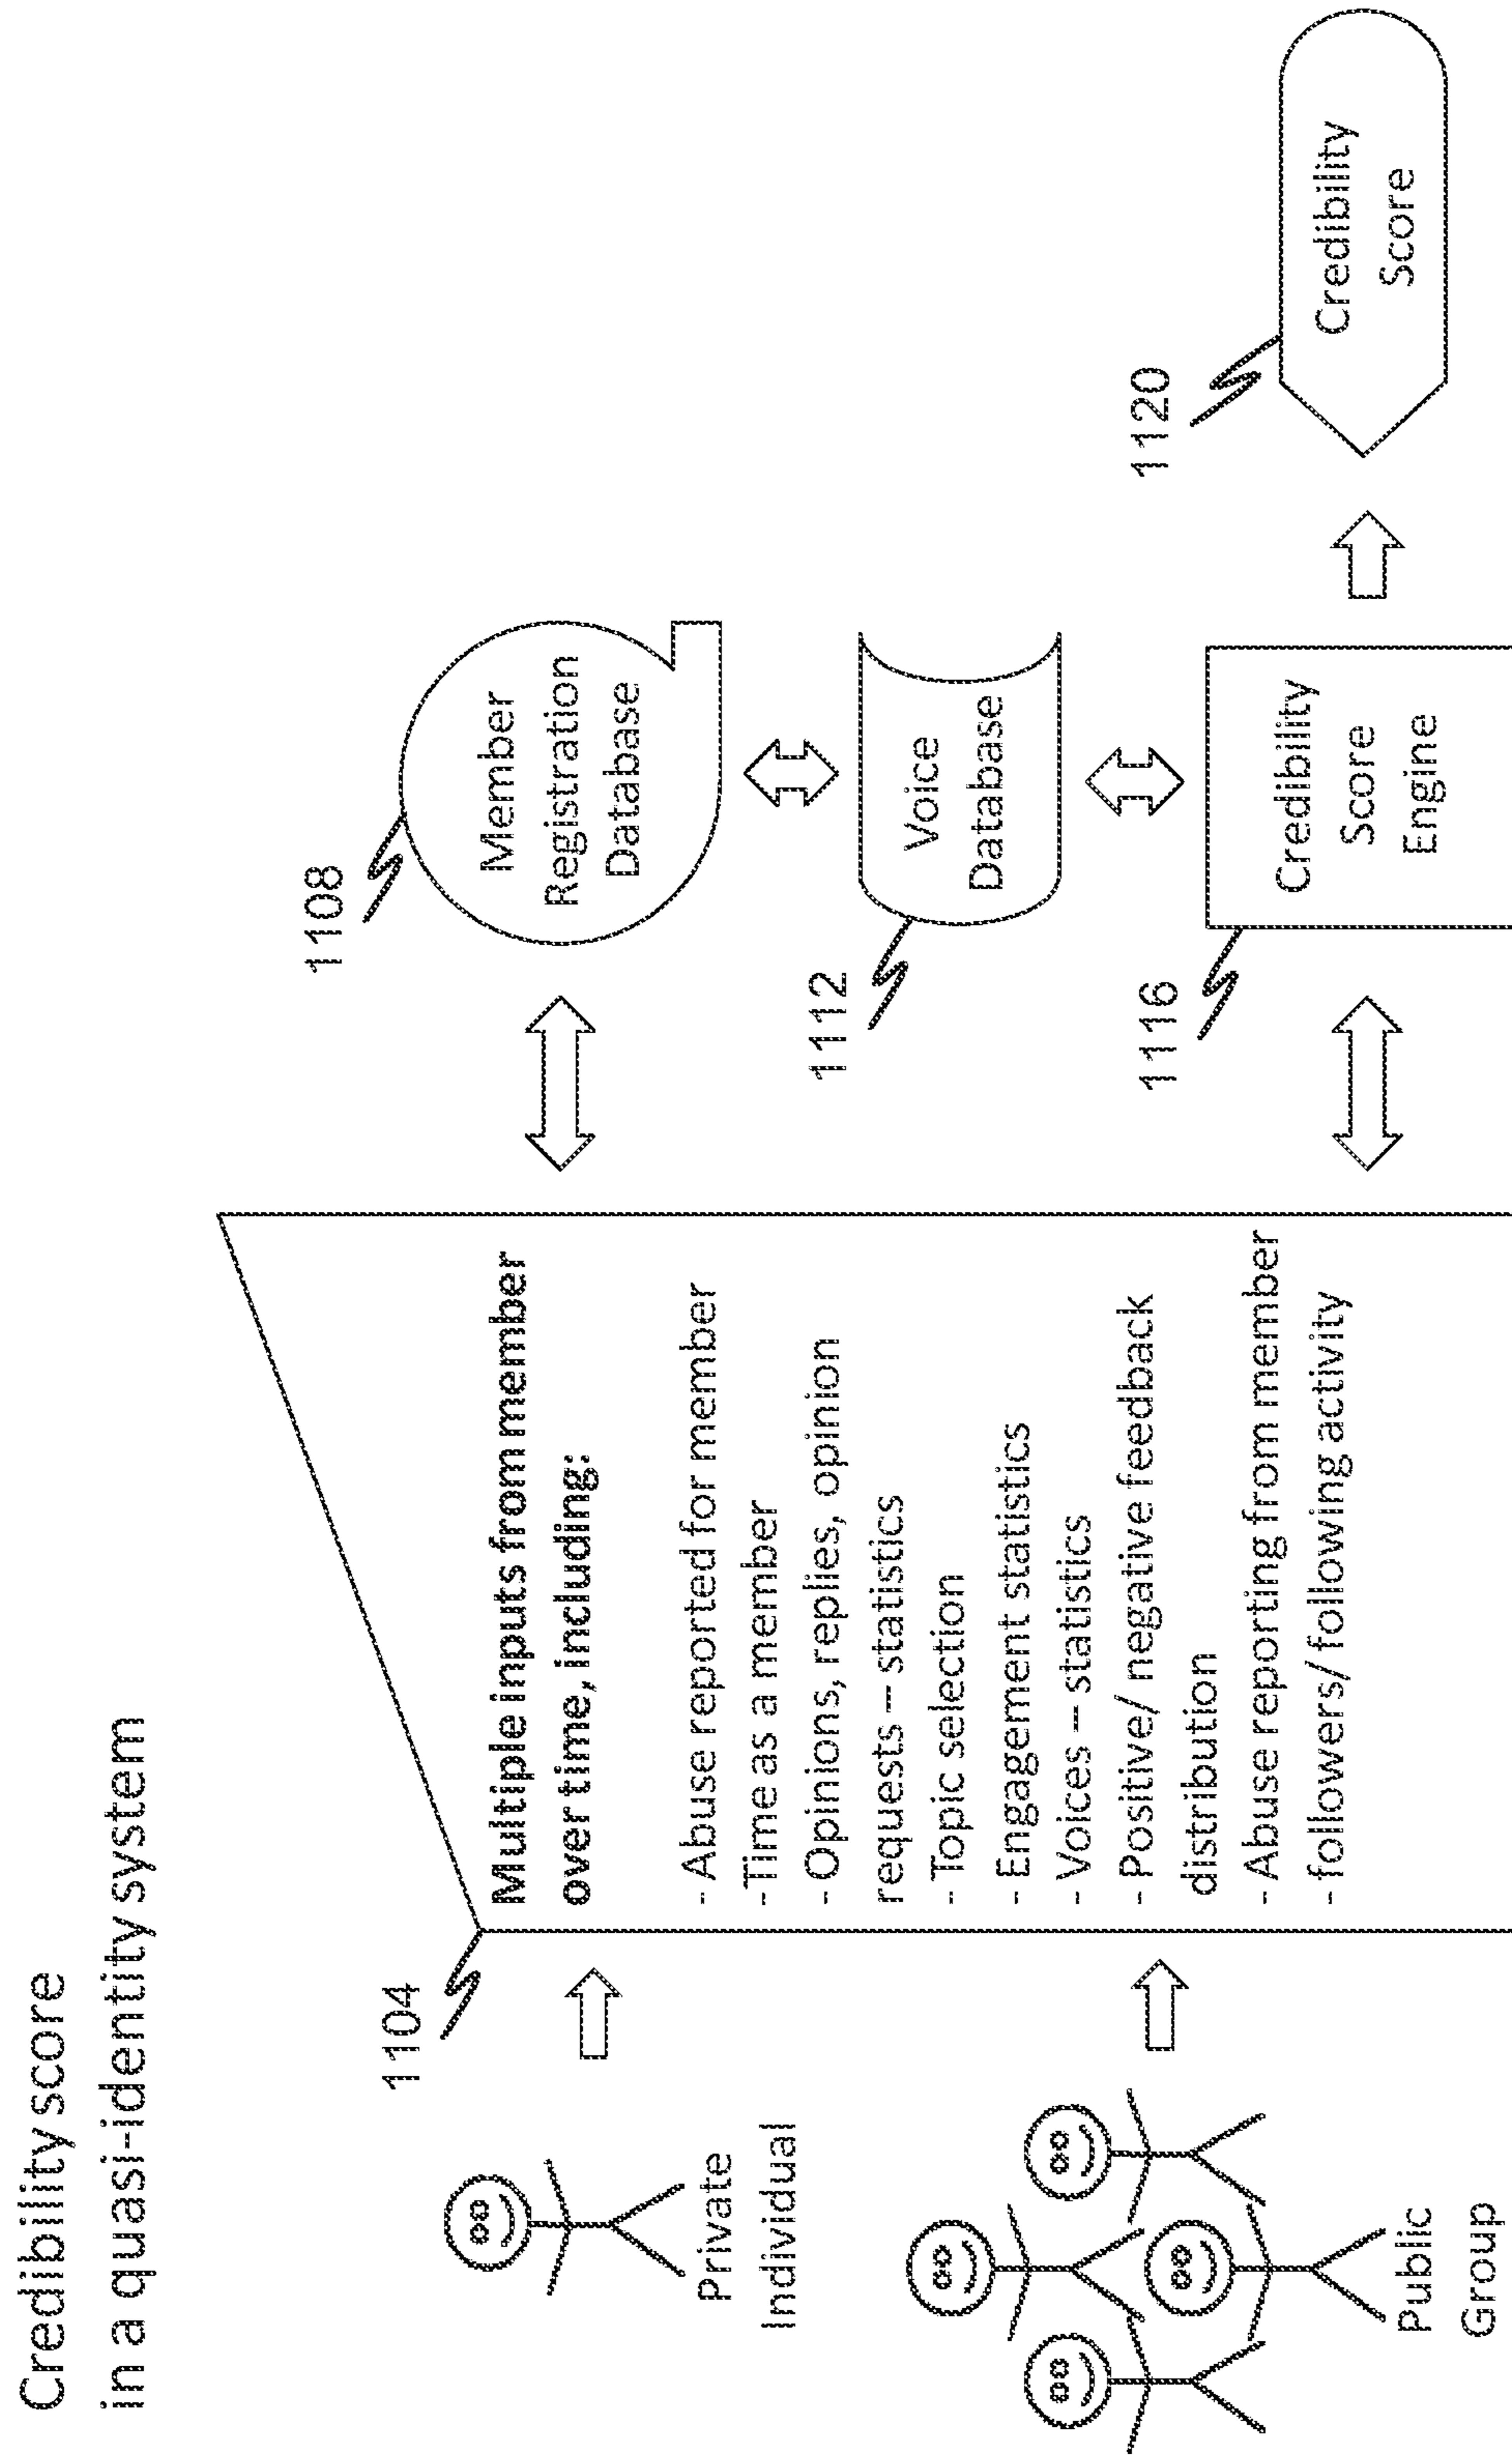 Credibility score
in a quasi-identity system
Private
Individual
Public
Group
1104
Multiple inputs from member
over time, including:
- Abuse reported for member
- Time as a member
- Opinions, replies, opinion
requests – statistics
- Topic selection
- Engagement statistics
- Voices – statistics
- Positive/ negative feedback
distribution
- Abuse reporting from member
- followers/ following activity
1108
Member
Registration
Database
1112
Voice
Database
1116
Credibility
Score
Engine
1120
Credibility
Score